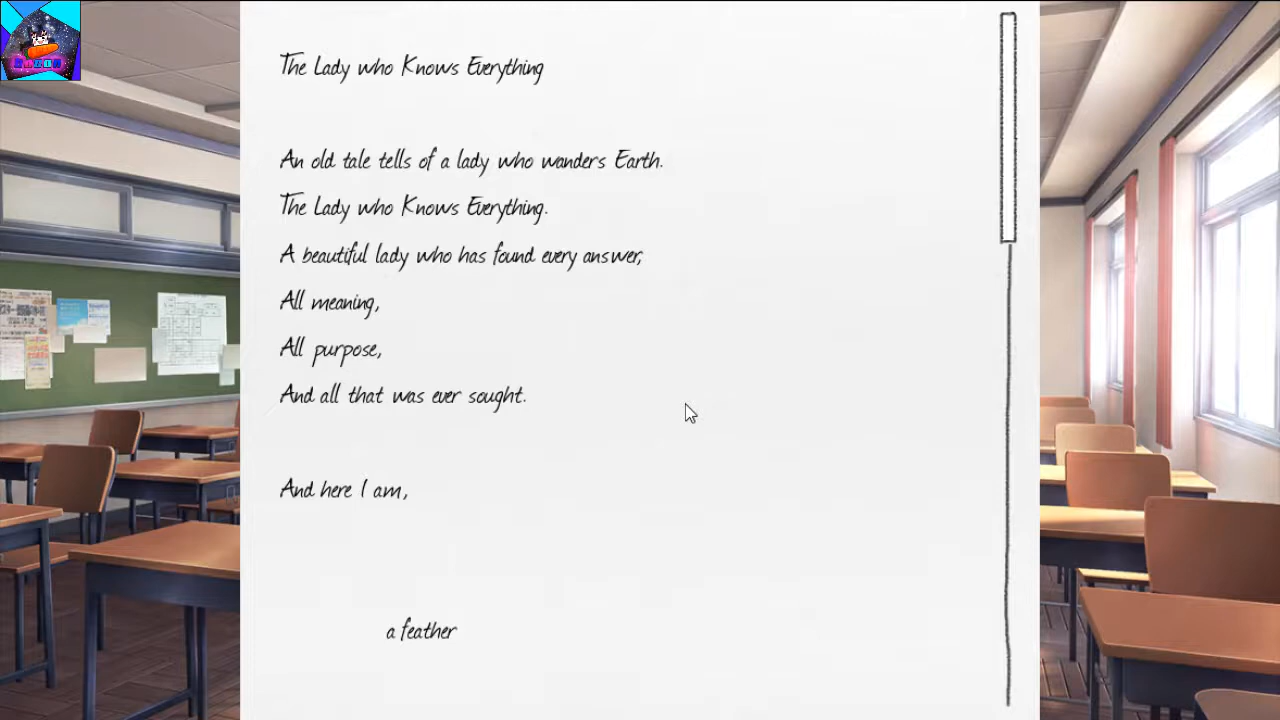 The Lady who Knows Everything
An old tale tells of a lady who wanders Earth.
The Lady who Knows Everything.
A beautiful lady who has found every answer,
All meaning,
All purpose,
And all that was ever sought.
And here I am,
a feather